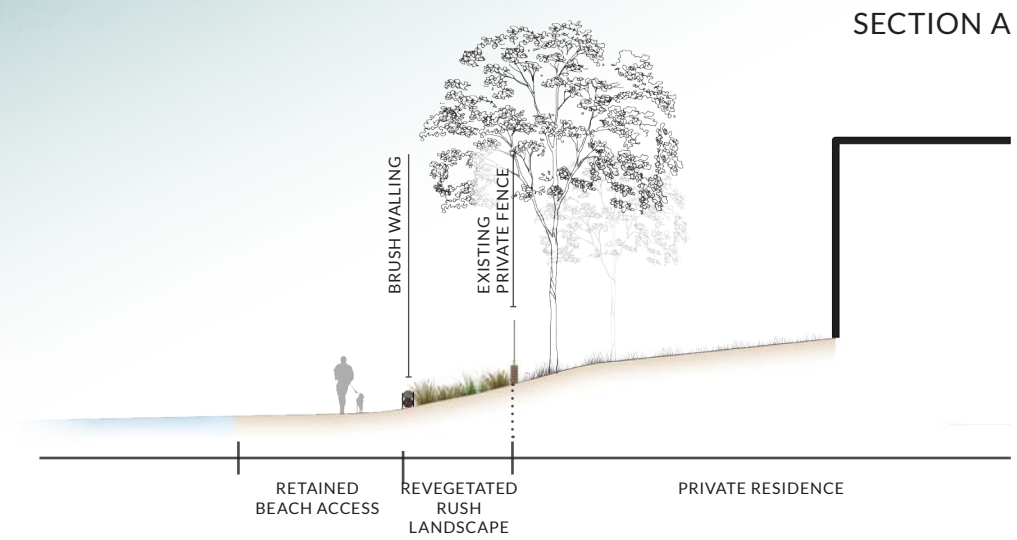 SECTION A
BRUSH WALLING
EXISTING
PRIVATE FENCE
RETAINED
BEACH ACCESS
REVEGETATED
RUSH
LANDSCAPE
PRIVATE RESIDENCE